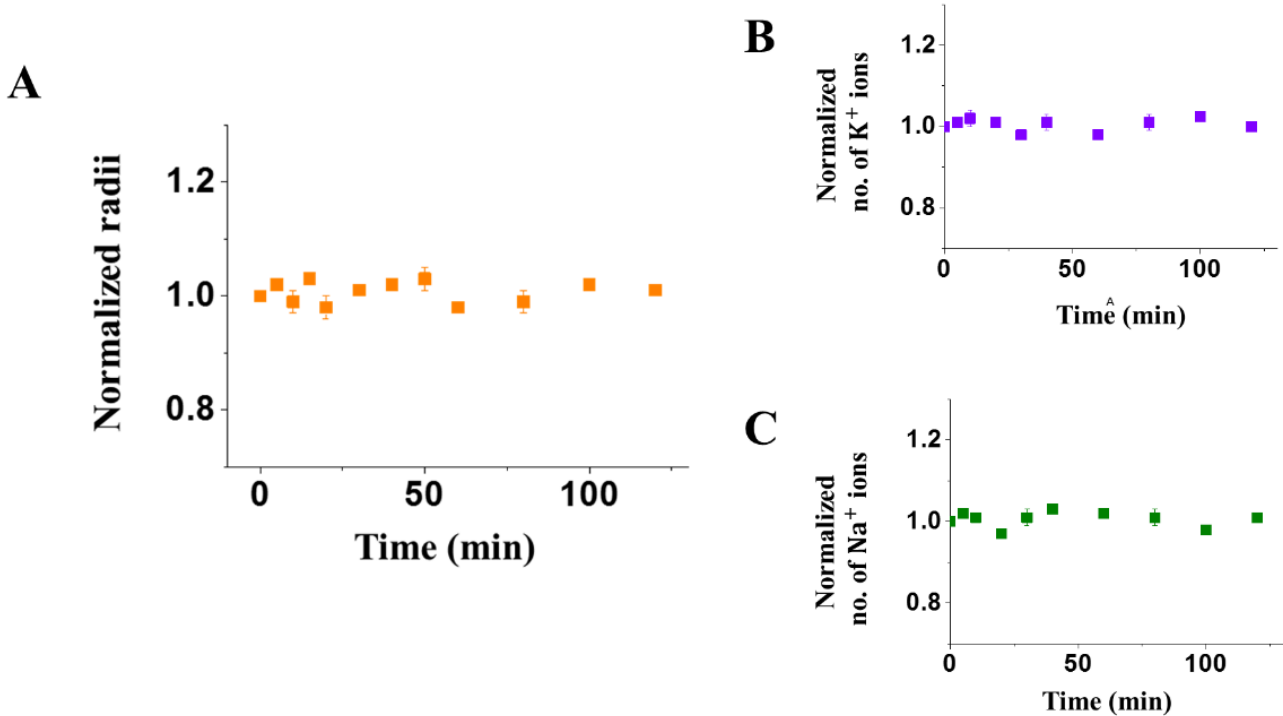 A
Normalized radii
1.2
1.0
0.8
0
50
100
Time (min)
B
Normalized
no. of K⁺ ions
1.2
1.0
0.8
0
50
100
A
Time (min)
C
Normalized
no. of Na⁺ ions
1.2
1.0
0.8
0
50
100
Time (min)